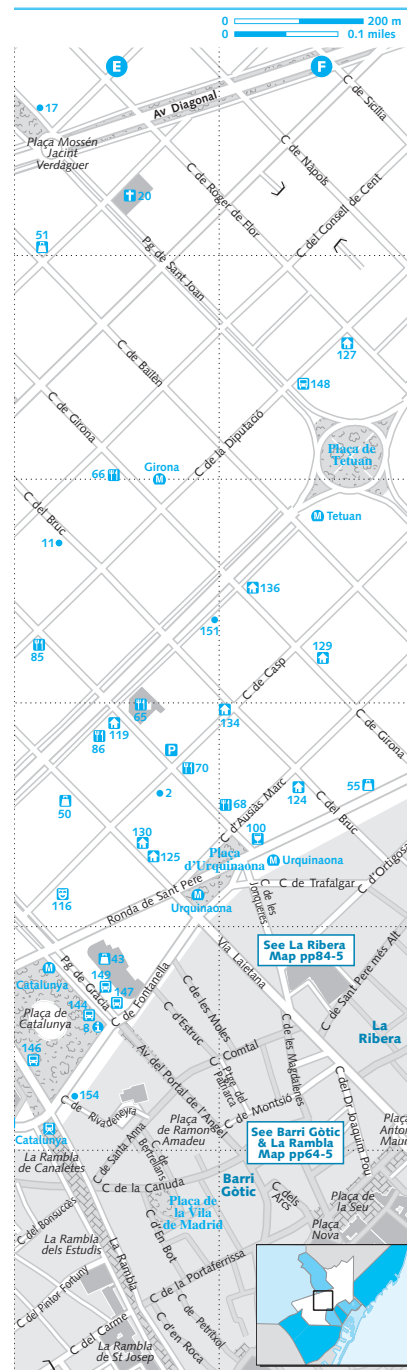 0 200 m
0 0.1 miles
E
F
17
Av Diagonal
C de Sicília
Plaça Mossén
Jacint
Verdaguer
C de Nàpols
20
C de Roger de Flor
C del Consell de Cent
51
Pg de Sant Joan
127
C de Bailèn
148
C de Girona
C de la Diputació
Plaça de
Tetuan
66
Girona
M
C del Bruc
M Tetuan
11
136
151
85
129
C de Casp
65
134
119
86
C de Girona
P
70
2
50
68
C d'Ausiàs Marc
124
55
C del Bruc
130
100
125
Plaça
d'Urquinaona
M Urquinaona
C d'Ortigosa
C de Trafalgar
116
Ronda de Sant Pere
Urquinaona
M
C de les
Jonqueres
Via Laietana
143
See La Ribera
Map pp84-5
M
Catalunya
Pg de Gràcia
149
147
C de Fontanella
C de Sant Pere més Alt
144
8
Plaça de
Catalunya
C de les Moles
C d'Estruc
La
Ribera
146
C Comtal
C de les Magdalenes
Av del Portal de l'Angel
Ptge del
Patriarca
154
C de Rivadeneyra
C de Montsió
C del Dr Joaquim Pou
Catalunya
Plaça
de Ramon
Amadeu
See Barri Gòtic
& La Rambla
Map pp64-5
Plaça
Anton
Maur
La Rambla
de Canaletes
C de Santa Anna
C de
Bertrellans
C de la Canuda
Barri
Gòtic
C dels
Arcs
Plaça de
la Seu
C del Bonsuccés
Plaça de
la Vila
de Madrid
Plaça
Nova
La Rambla
dels Estudis
C d'En Bot
La Rambla
C de la Portaferrissa
C del Pintor Fortuny
C del Carme
C de Petritxol
La Rambla
de St Josep
C d'en Roca